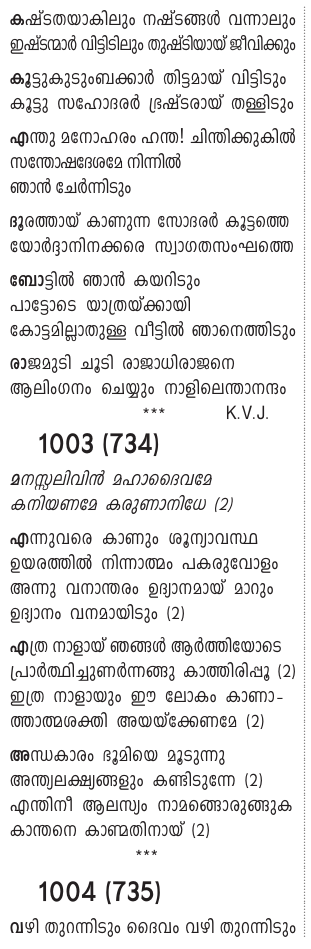 കഷ്ടതയാകിലും നഷ്ടങ്ങൾ വന്നാലും
ഇഷ്ടന്മാർ വിട്ടിടിലും തുഷ്ടിയായ് ജീവിക്കും
കൂട്ടുകുടുംബക്കാർ തിട്ടമായ് വിട്ടിടും
കൂട്ടു സഹോദരർ ഭ്രഷ്ടരായ് തള്ളിടും
എന്തു മനോഹരം ഹന്ത! ചിന്തിക്കുകിൽ
സന്തോഷദേശമേ നിന്നിൽ
ഞാൻ ചേർന്നിടും
ദൂരത്തായ് കാണുന്ന സോദരർ കൂട്ടത്തെ
യോർദ്ദാനിനക്കരെ സ്വാഗതസംഘത്തെ
ബോട്ടിൽ ഞാൻ കയറിടും
പാട്ടോടെ യാത്രയ്ക്കായി
കോട്ടമില്ലാതുള്ള വീട്ടിൽ ഞാനെത്തിടും
രാജമുടി ചൂടി രാജാധിരാജനെ
ആലിംഗനം ചെയ്യും നാളിലെന്താനന്ദം
*** K.V.J.
1003 (734)
മനസ്സലിവിൻ മഹാദൈവമേ
കനിയണമേ കരുണാനിധേ (2)
എന്നുവരെ കാണും ശൂന്യാവസ്ഥ
ഉയരത്തിൽ നിന്നാത്മം പകരുവോളം
അന്നു വനാന്തരം ഉദ്യാനമായ് മാറും
ഉദ്യാനം വനമായിടും (2)
എത്ര നാളായ് ഞങ്ങൾ ആർത്തിയോടെ
പ്രാർത്ഥിച്ചുണർന്നങ്ങു കാത്തിരിപ്പൂ (2)
ഇത്ര നാളായും ഈ ലോകം കാണാ-
ത്താത്മശക്തി അയയ്ക്കേണമേ (2)
അന്ധകാരം ഭൂമിയെ മൂടുന്നു
അന്ത്യലക്ഷ്യങ്ങളും കണ്ടിടുന്നേ (2)
എന്തിനീ ആലസ്യം നാമങ്ങൊരുങ്ങുക
കാന്തനെ കാണ്മതിനായ് (2)
***
1004 (735)
വഴി തുറന്നിടും ദൈവം വഴി തുറന്നിടും